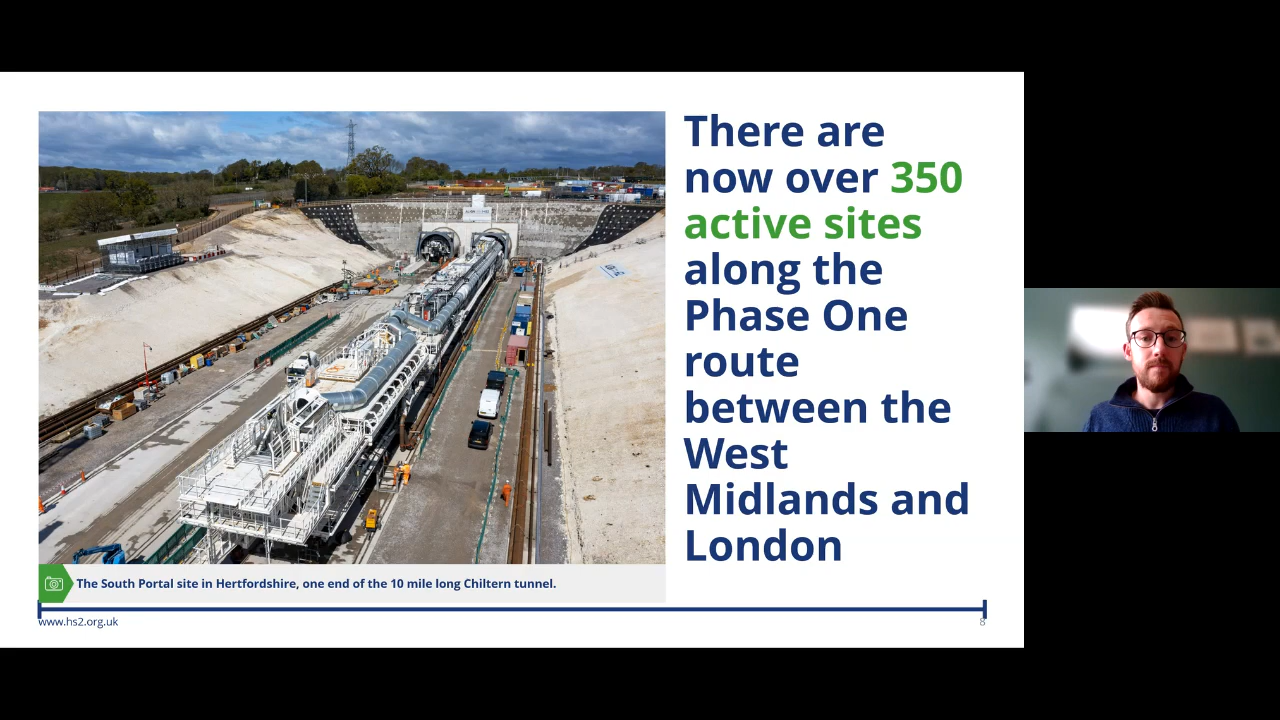 There are
now over 350
active sites
along the
Phase One
route
between the
West
Midlands and
London
The South Portal site in Hertfordshire, one end of the 10 mile long Chiltern tunnel.
www.hs2.org.uk
8